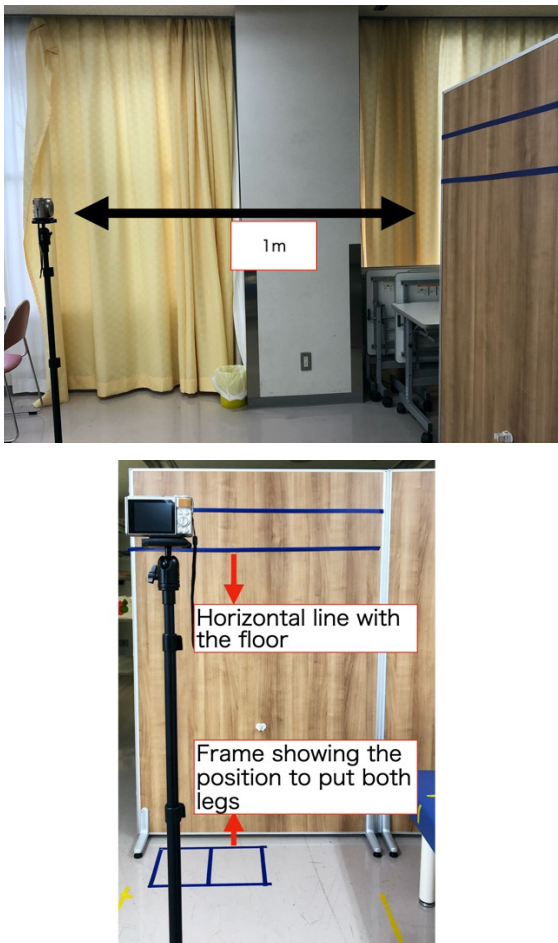 1m
Horizontal line with
the floor
Frame showing the
position to put both
legs